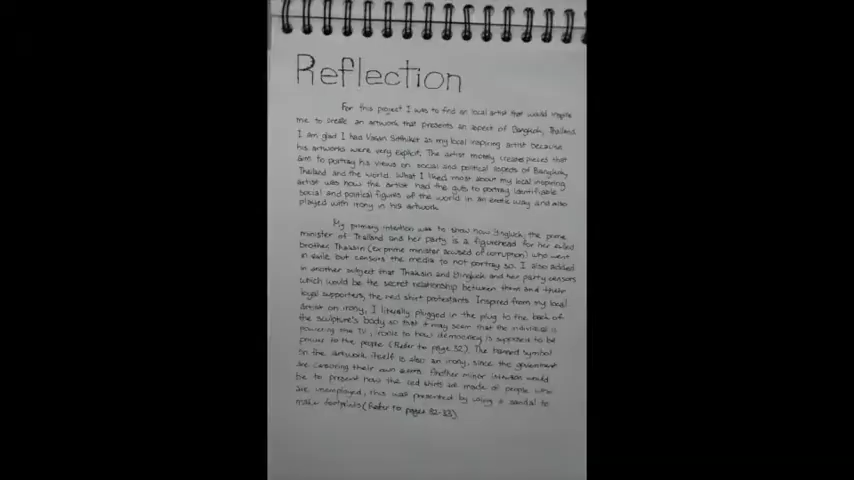 Reflection
For this project I was to find an local artist that would inspire
me to create an artwork that presents an aspect of Bangkok, Thailand.
I am glad I had Vasan Sitthiket as my local inspiring artist because
his artworks were very explicit. The artist mostly creates pieces that
aim to portray his views on social and political aspects of Bangkok,
Thailand and the world. What I liked most about my local inspiring
artist was how the artist had the guts to portray identifiable
social and political figures of the world in an erotic way and also
played with irony in his artwork.
My primary intention was to show how Yingluck, the prime
minister of Thailand and her party is a figurehead for her exiled
brother, Thaksin (ex prime minister accused of corruption) who went
in exile but censors the media to not portray so. I also added
in another subject that Thaksin and Yingluck and her party censors
which would be the secret relationship between them and their
loyal supporters, the red shirt protestants. Inspired from my local
artist on irony, I literally plugged in the plug to the back of
the sculpture's body so that it may seem that the individual is
powering the TV, ironic to how democracy is supposed to be
power to the people (Refer to page 32). The banned symbol
on the artwork itself is also an irony, since the government
are censoring their own events. Another minor intension would
be to present how the red shirts are made of people who
are unemployed, this was presented by using a sandal to
make footprints (Refer to pages 32-33)